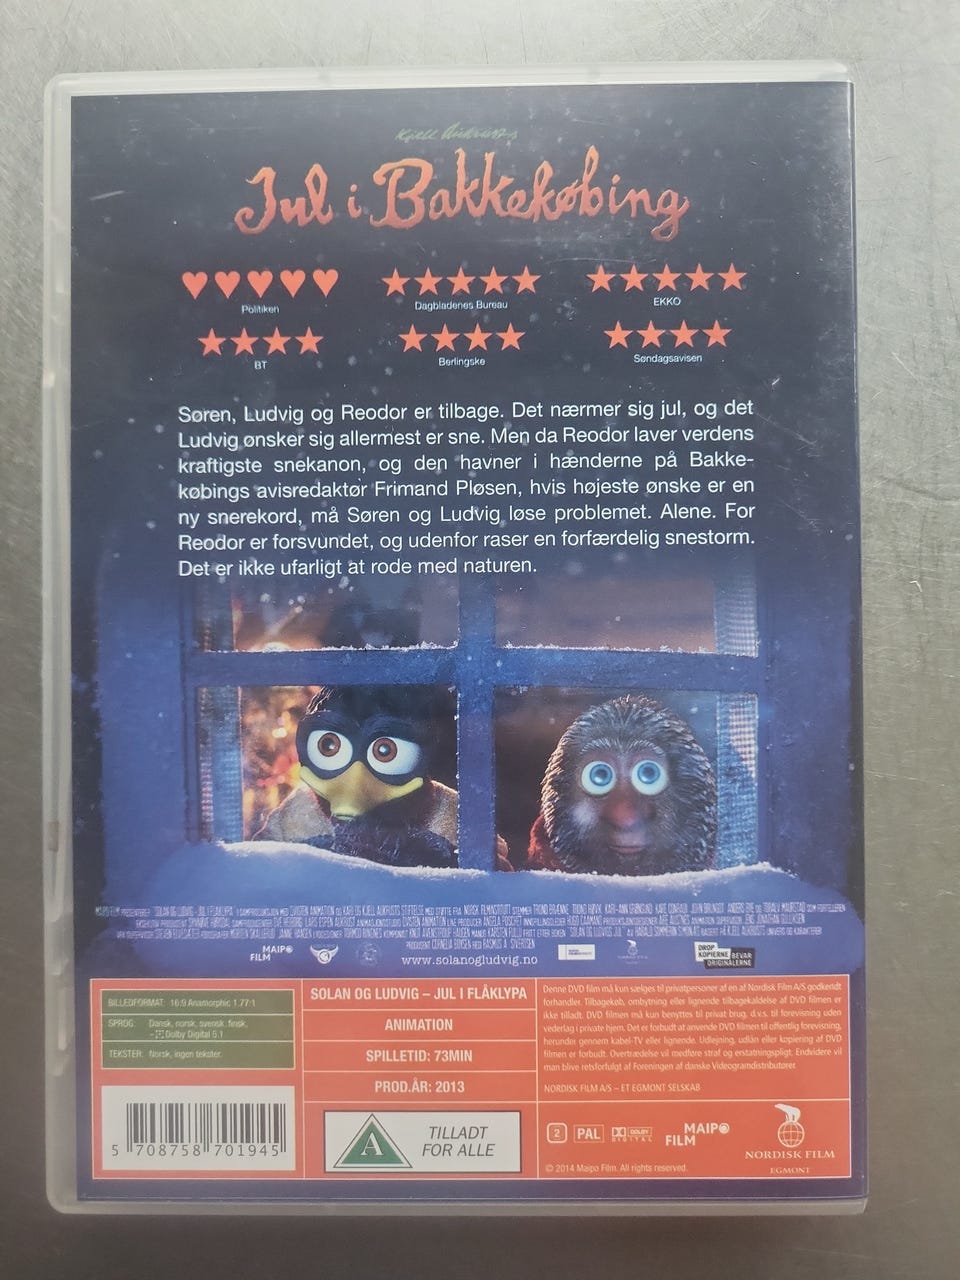 Kjell Aukrusts
Jul i Bakkekøbing
Politiken
Dagbladenes Bureau
EKKO
BT
Berlingske
Søndagsavisen
Søren, Ludvig og Reodor er tilbage. Det nærmer sig jul, og det
Ludvig ønsker sig allermest er sne. Men da Reodor laver verdens
kraftigste snekanon, og den havner i hænderne på Bakke-
købings avisredaktør Frimand Pløsen, hvis højeste ønske er en
ny snerekord, må Søren og Ludvig løse problemet. Alene. For
Reodor er forsvundet, og udenfor raser en forfærdelig snestorm.
Det er ikke ufarligt at rode med naturen.
MAIPO
FILM
www.solanogludvig.no
DROP
KOPIERNE BEVAR
ORIGINALERNE
BILLEDFORMAT: 16:9 Anamorphic 1.77:1
SPROG: Dansk, norsk, svensk, finsk,
– Dolby Digital 5.1
TEKSTER: Norsk, ingen tekster.
SOLAN OG LUDVIG – JUL I FLÅKLYPA
ANIMATION
SPILLETID: 73MIN
PROD.ÅR: 2013
Denne DVD film må kun sælges til privatpersoner af en af Nordisk Film A/S godkendt
forhandler. Tilbagekøb, ombytning eller lignende tilbagekaldelse af DVD filmen er
ikke tilladt. DVD filmen må kun benyttes til privat brug, d.v.s. til forevisning uden
vederlag i private hjem. Det er forbudt at anvende DVD filmen til offentlig forevisning,
herunder gennem kabel-TV eller lignende. Udlejning, udlån eller kopiering af DVD
filmen er forbudt. Overtrædelse vil medføre straf og erstatningspligt. Endvidere vil
man blive retsforfulgt af Foreningen af danske Videogramdistributører.
NORDISK FILM A/S – ET EGMONT SELSKAB
5 708758 701945
A
TILLADT
FOR ALLE
2 PAL DOLBY DIGITAL
MAIPO
FILM
NORDISK FILM
EGMONT
© 2014 Maipo Film. All rights reserved.